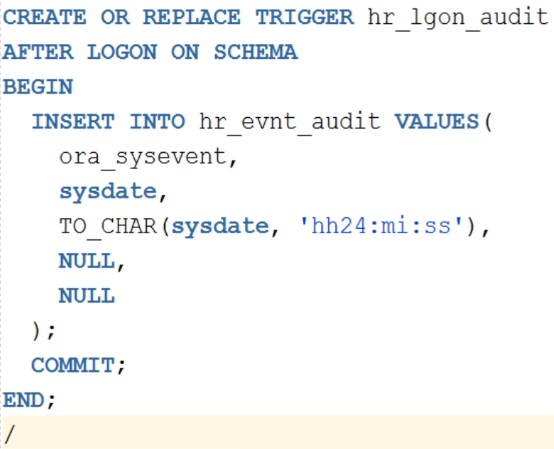 CREATE OR REPLACE TRIGGER hr_lgon_audit
AFTER LOGON ON SCHEMA
BEGIN
  INSERT INTO hr_evnt_audit VALUES(
    ora_sysevent,
    sysdate,
    TO_CHAR(sysdate, 'hh24:mi:ss'),
    NULL,
    NULL
  );
  COMMIT;
END;
/